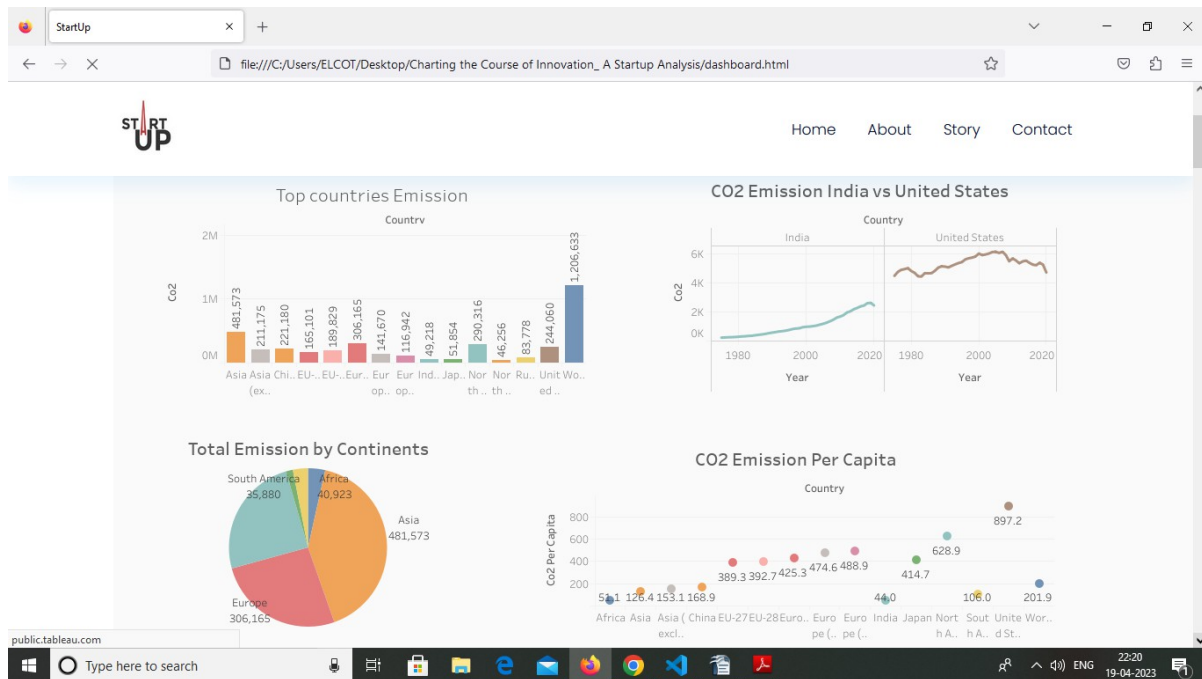 StartUp
file:///C:/Users/ELCOT/Desktop/Charting the Course of Innovation_ A Startup Analysis/dashboard.html
START
UP
Home About Story Contact
Top countries Emission
Country
Co2
2M
1M
0M
481,573 211,175 221,180 165,101 189,829 306,165 141,670 116,942 49,218 51,854 290,316 46,256 83,778 244,060 1,206,633
Asia Asia Chi.. EU-.. EU-.. Eur.. Eur Eur Ind.. Jap.. Nor Nor Ru.. Unit Wo..
(ex.. op.. op.. th .. th .. ed ..
CO2 Emission India vs United States
Country
India United States
Co2
6K
4K
2K
0K
1980 2000 2020 1980 2000 2020
Year Year
Total Emission by Continents
South America
35,880
Africa
40,923
Asia
481,573
Europe
306,165
CO2 Emission Per Capita
Country
Co2 Per Capita
800
600
400
200
51.1 126.4 153.1 168.9 389.3 392.7 425.3 474.6 488.9 44.0 414.7 628.9 106.0 897.2 201.9
Africa Asia Asia ( China EU-27 EU-28 Euro.. Euro Euro India Japan Nort Sout Unite Wor..
excl.. pe (.. pe (.. h A.. h A.. d St..
public.tableau.com
Type here to search
ENG
22:20
19-04-2023